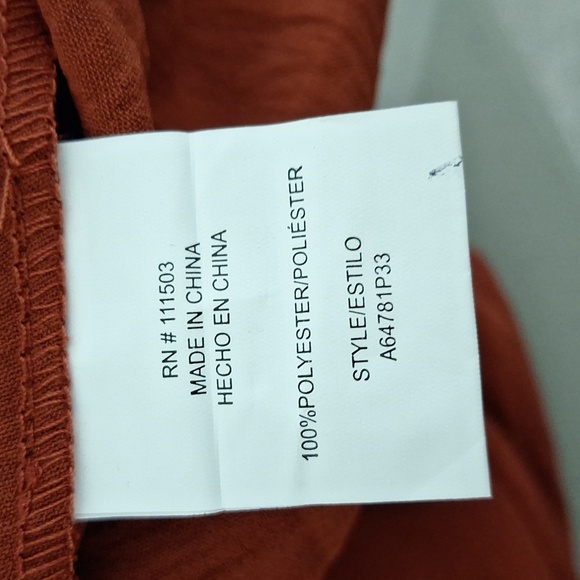 RN # 111503
MADE IN CHINA
HECHO EN CHINA
100%POLYESTER/POLIÉSTER
STYLE/ESTILO
A64781P33